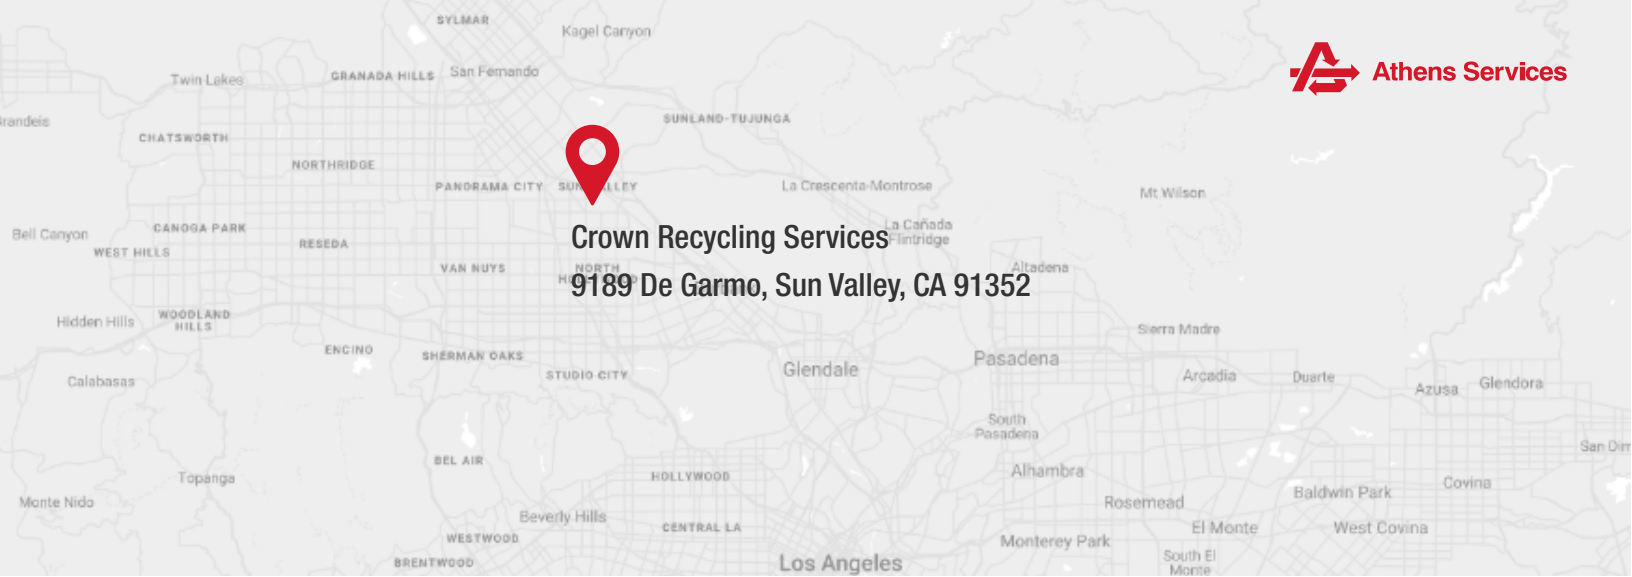 SYLMAR
Kagel Canyon
Twin Lakes
GRANADA HILLS
San Fernando
Athens Services
SUNLAND-TUJUNGA
CHATSWORTH
NORTHRIDGE
PANORAMA CITY
La Crescenta-Montrose
Mt Wilson
Bell Canyon
CANOGA PARK
WEST HILLS
RESEDA
La Cañada
Flintridge
Crown Recycling Services
VAN NUYS
NORTH
Altadena
9189 De Garmo, Sun Valley, CA 91352
Hidden Hills
WOODLAND
HILLS
Sierra Madre
ENCINO
SHERMAN OAKS
STUDIO CITY
Glendale
Pasadena
Calabasas
Arcadia
Duarte
Azusa
Glendora
South
Pasadena
BEL AIR
HOLLYWOOD
Alhambra
Topanga
Monte Nido
Rosemead
Baldwin Park
Covina
Beverly Hills
CENTRAL LA
El Monte
West Covina
WESTWOOD
BRENTWOOD
Los Angeles
Monterey Park
South El
Monte